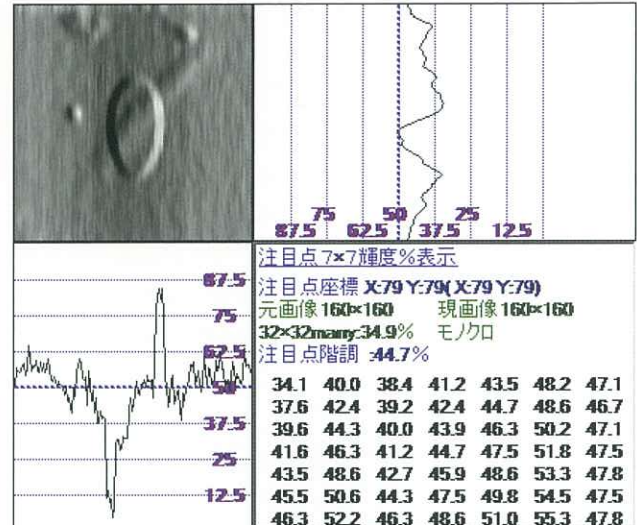 75 50 25
87.5 62.5 37.5 12.5
87.5
75
62.5
50
37.5
25
12.5
注目点7×7輝度%表示
注目点座標 X:79 Y:79( X:79 Y:79)
元画像160×160 現画像160×160
32×32marry:34.9% モノクロ
注目点階調 :44.7%
34.1 40.0 38.4 41.2 43.5 48.2 47.1
37.6 42.4 39.2 42.4 44.7 48.6 46.7
39.6 44.3 40.0 43.9 46.3 50.2 47.1
41.6 46.3 41.2 44.7 47.5 51.8 47.5
43.5 48.6 42.7 45.9 48.6 53.3 47.8
45.5 50.6 44.3 47.5 49.8 54.5 47.5
46.3 52.2 46.3 48.6 51.0 55.3 47.8